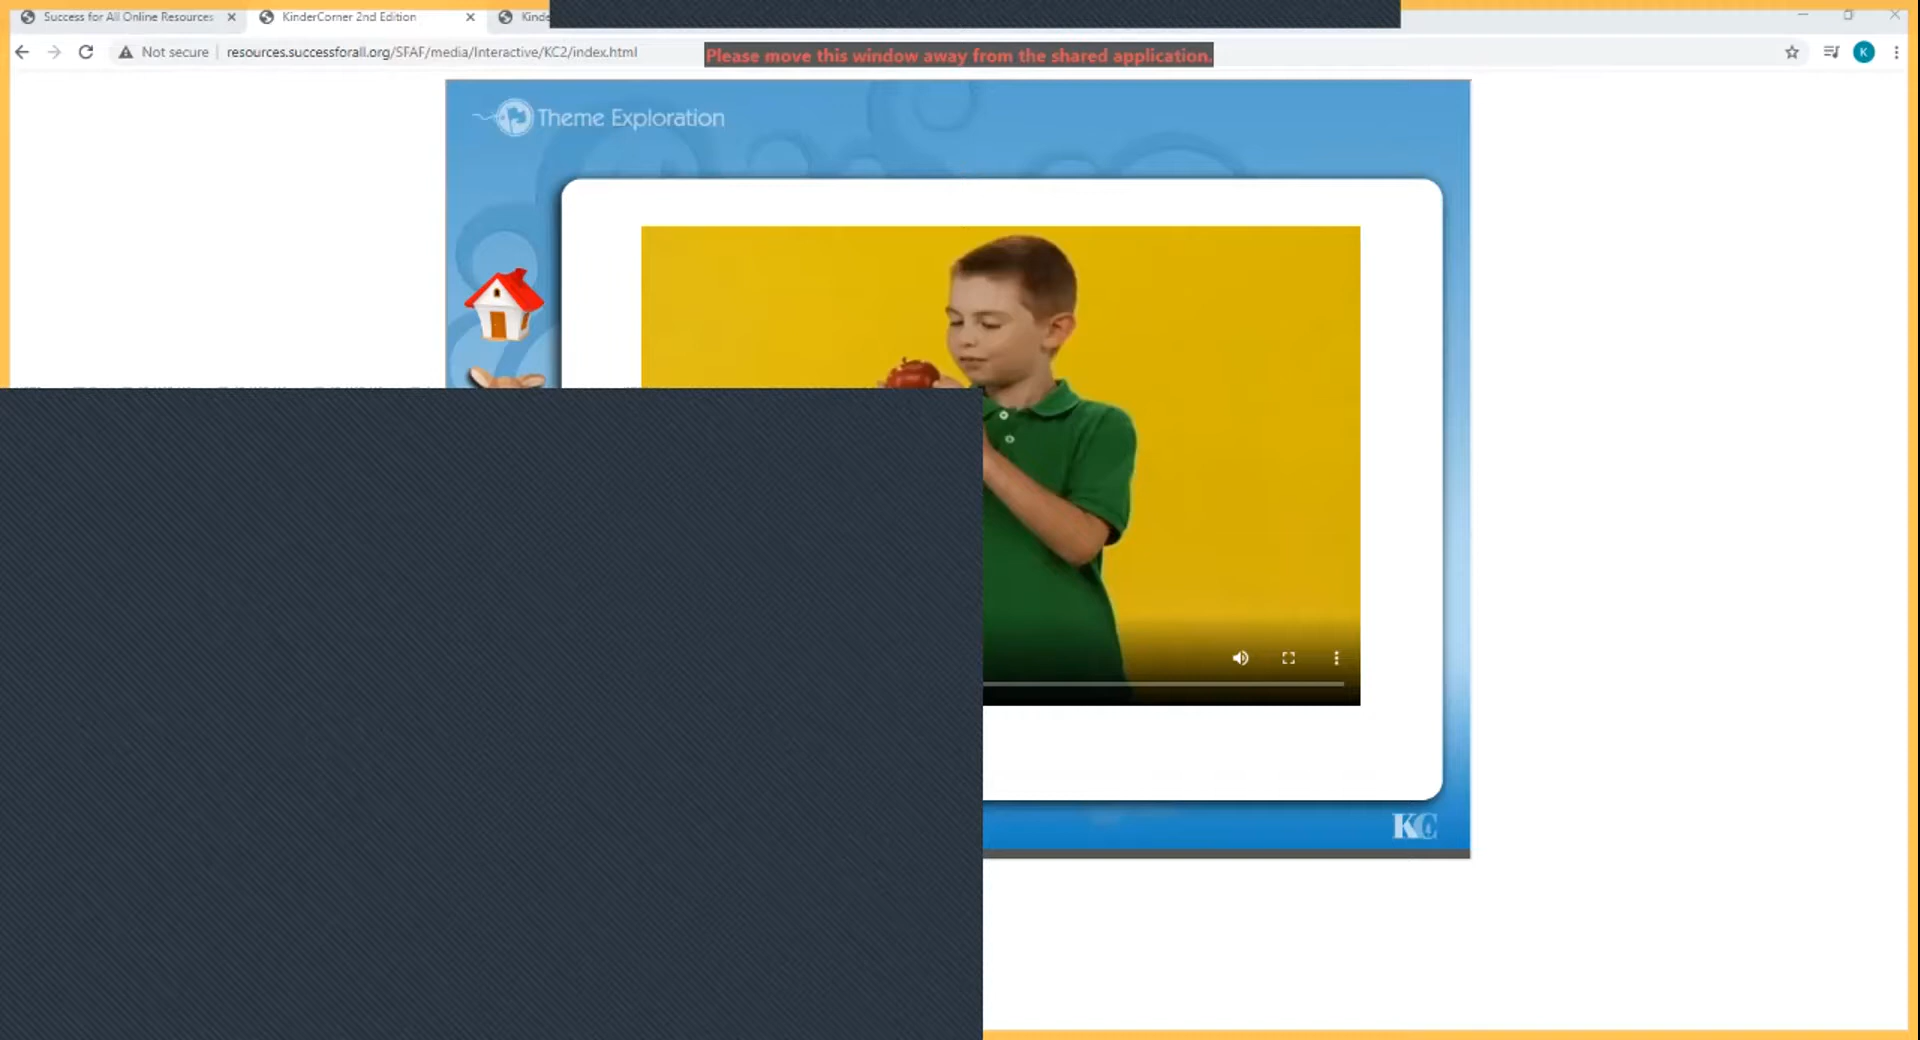 Success for All Online Resources
KinderCorner 2nd Edition
Kinde
Not secure
resources.successforall.org/SFAF/media/Interactive/KC2/index.html
Please move this window away from the shared application.
K
Theme Exploration
KC